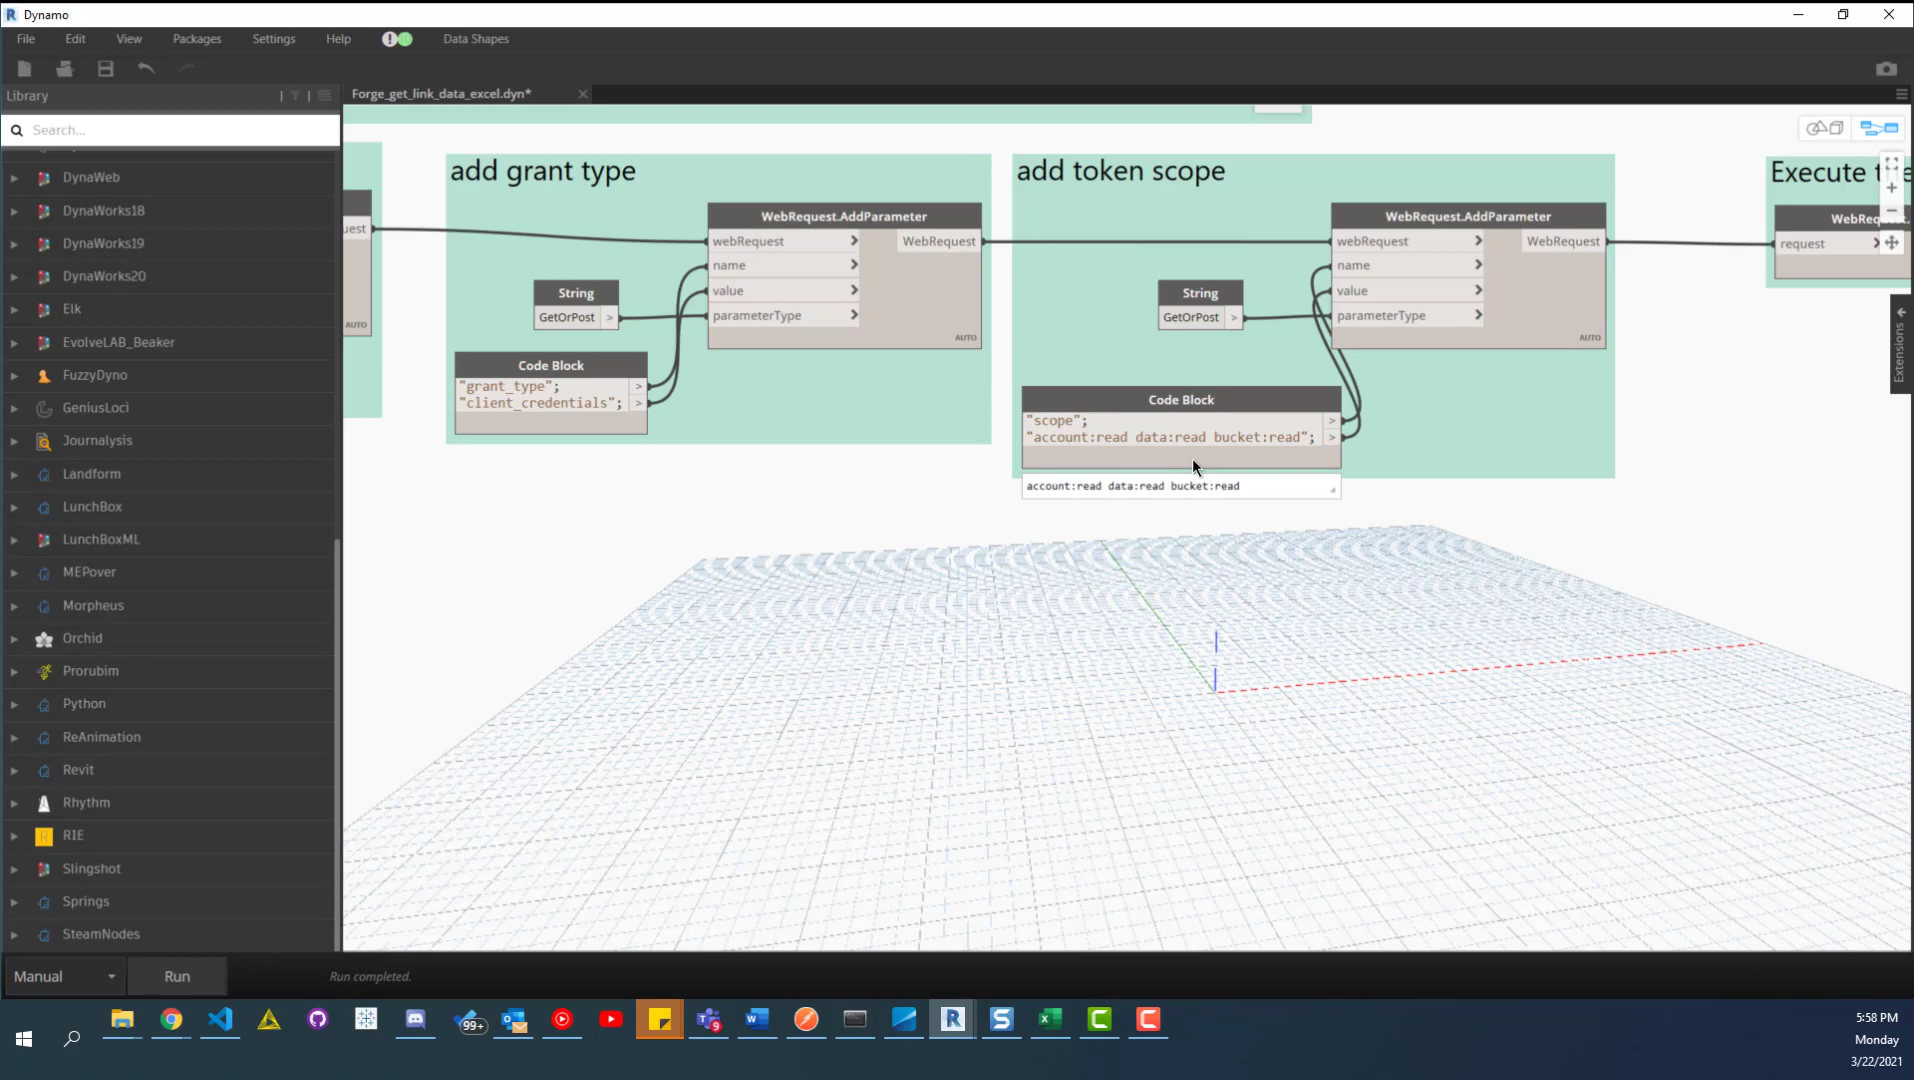 Dynamo
File Edit View Packages Settings Help Data Shapes
Library
Forge_get_link_data_excel.dyn*
Search...
DynaWeb
DynaWorks18
DynaWorks19
DynaWorks20
Elk
EvolveLAB_Beaker
FuzzyDyno
GeniusLoci
Journalysis
Landform
LunchBox
LunchBoxML
MEPover
Morpheus
Orchid
Prorubim
Python
ReAnimation
Revit
Rhythm
RIE
Slingshot
Springs
SteamNodes
uest
AUTO
add grant type
WebRequest.AddParameter
webRequest > WebRequest
name >
value >
parameterType >
AUTO
String
GetOrPost >
Code Block
"grant_type"; >
"client_credentials"; >
add token scope
WebRequest.AddParameter
webRequest > WebRequest
name >
value >
parameterType >
AUTO
String
GetOrPost >
Code Block
"scope"; >
"account:read data:read bucket:read"; >
account:read data:read bucket:read
Execute
request >
Extensions
Manual
Run
Run completed.
99+
9
5:58 PM
Monday
3/22/2021